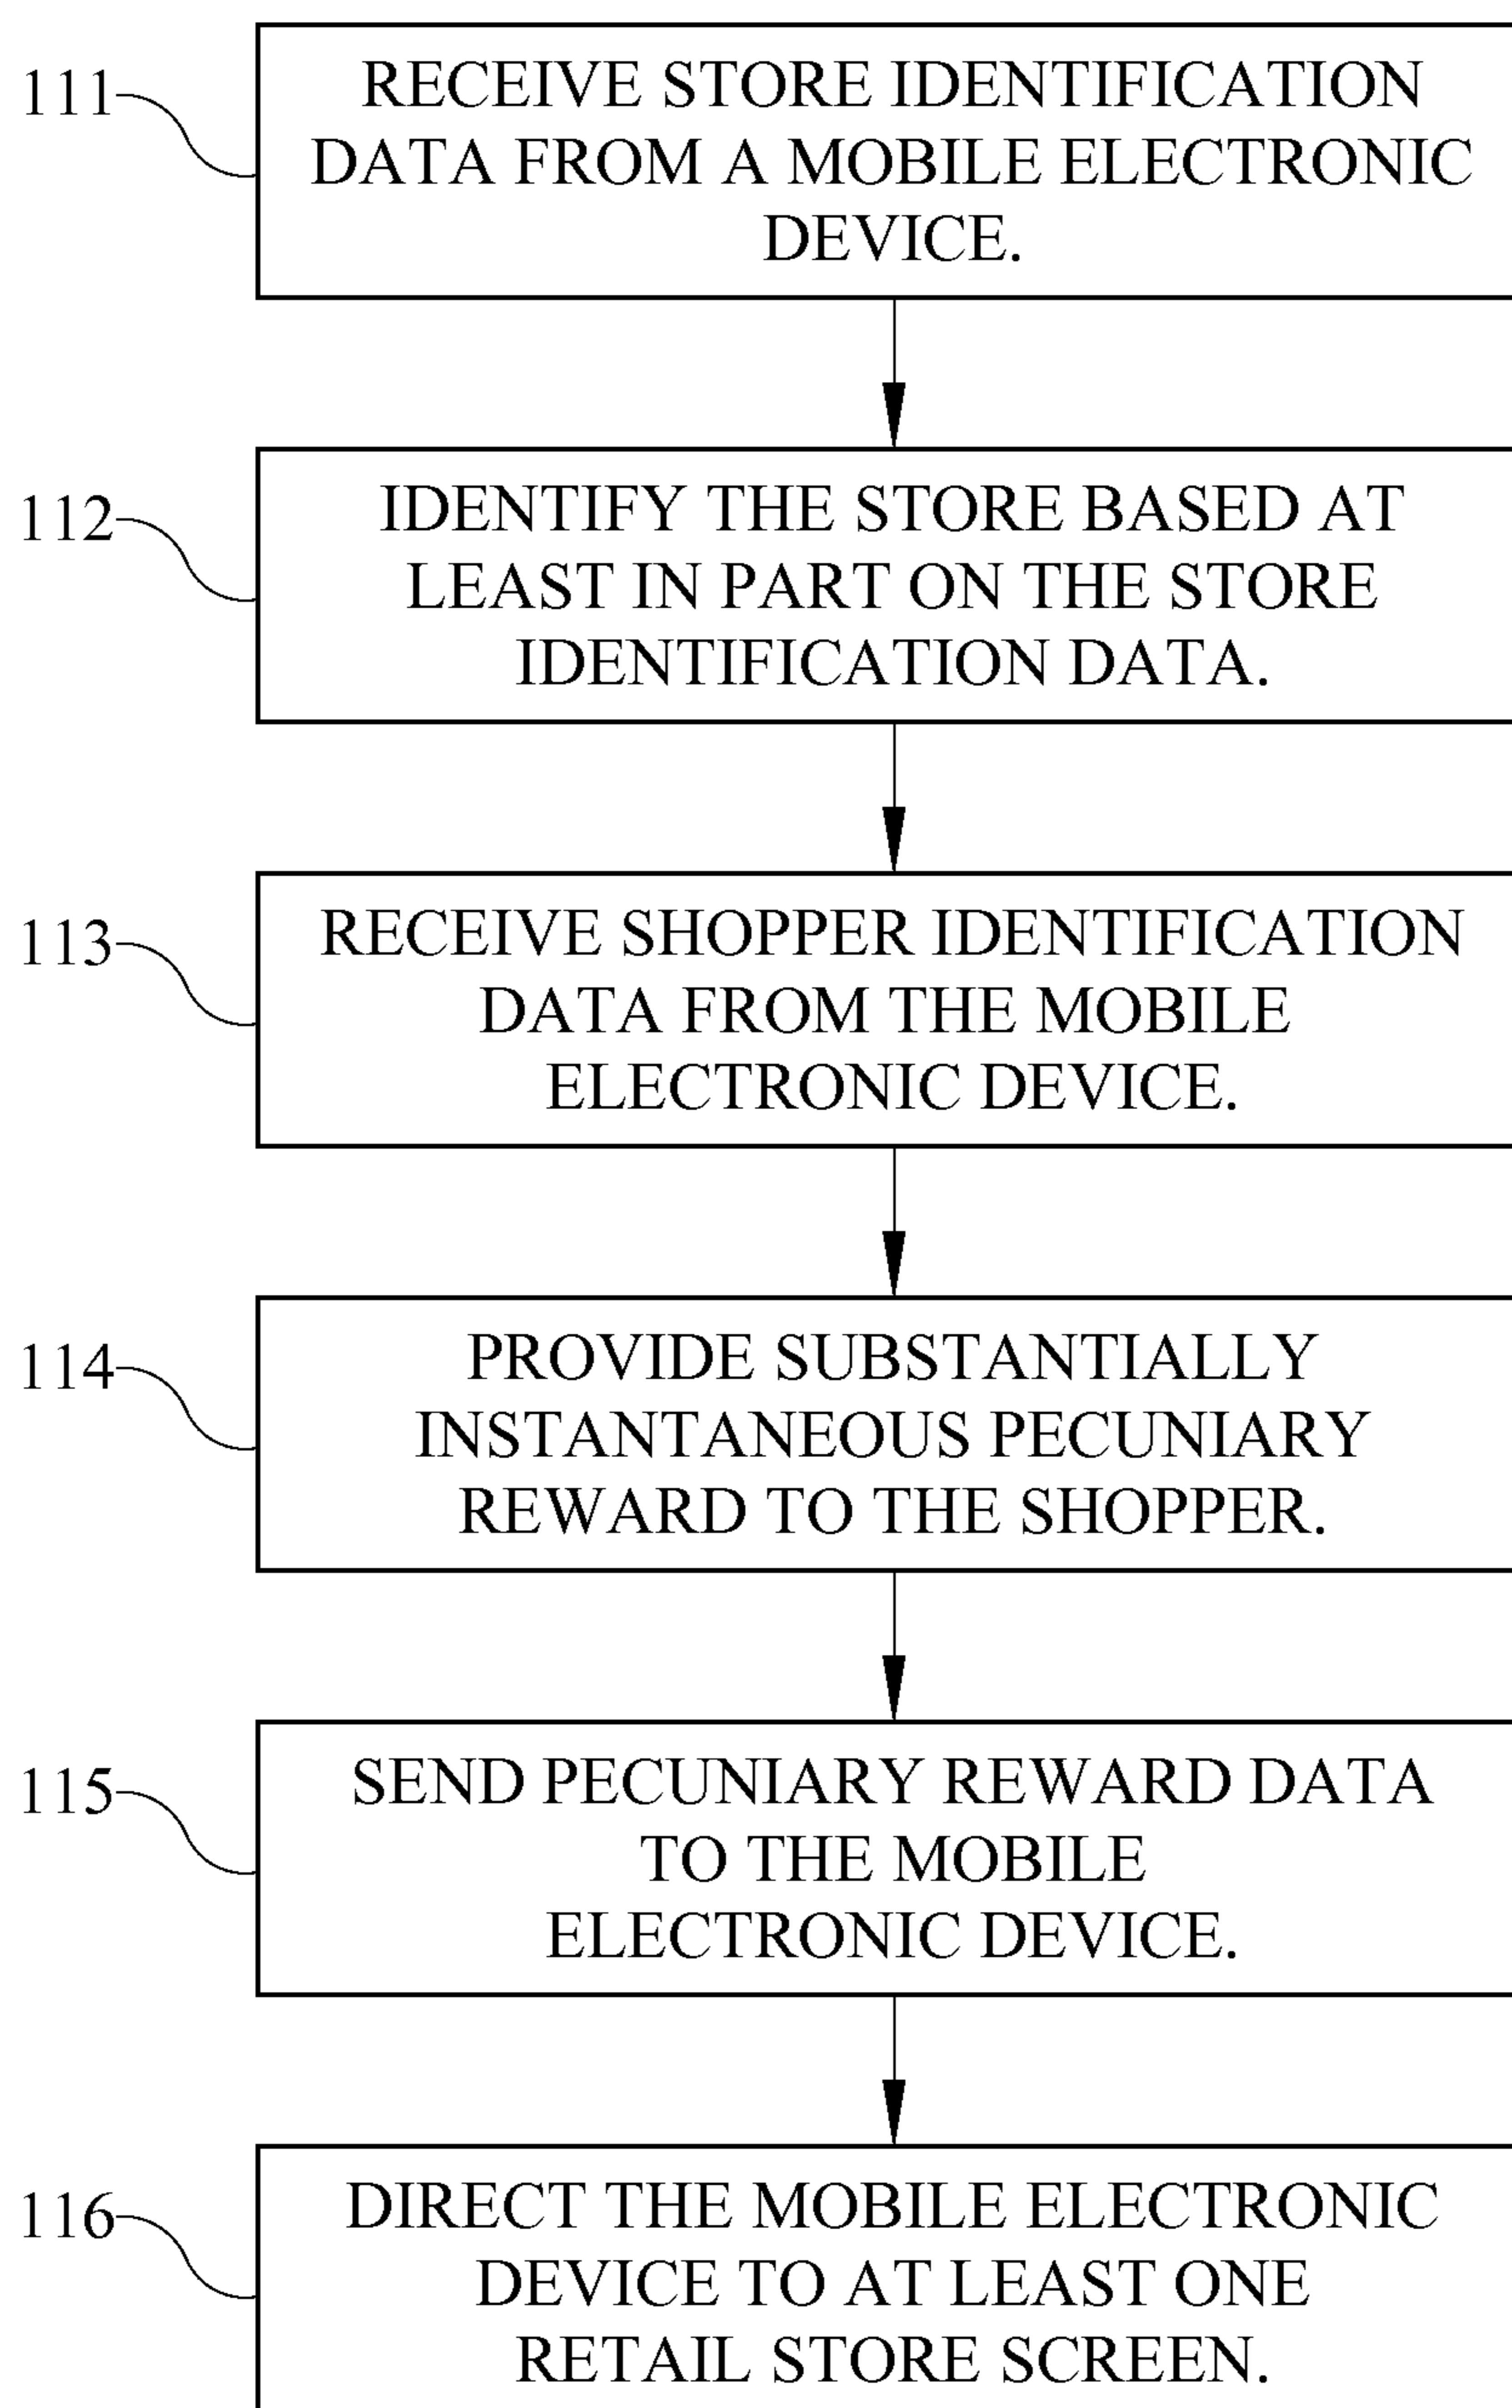 111
RECEIVE STORE IDENTIFICATION
DATA FROM A MOBILE ELECTRONIC
DEVICE.
112
IDENTIFY THE STORE BASED AT
LEAST IN PART ON THE STORE
IDENTIFICATION DATA.
113
RECEIVE SHOPPER IDENTIFICATION
DATA FROM THE MOBILE
ELECTRONIC DEVICE.
114
PROVIDE SUBSTANTIALLY
INSTANTANEOUS PECUNIARY
REWARD TO THE SHOPPER.
115
SEND PECUNIARY REWARD DATA
TO THE MOBILE
ELECTRONIC DEVICE.
116
DIRECT THE MOBILE ELECTRONIC
DEVICE TO AT LEAST ONE
RETAIL STORE SCREEN.